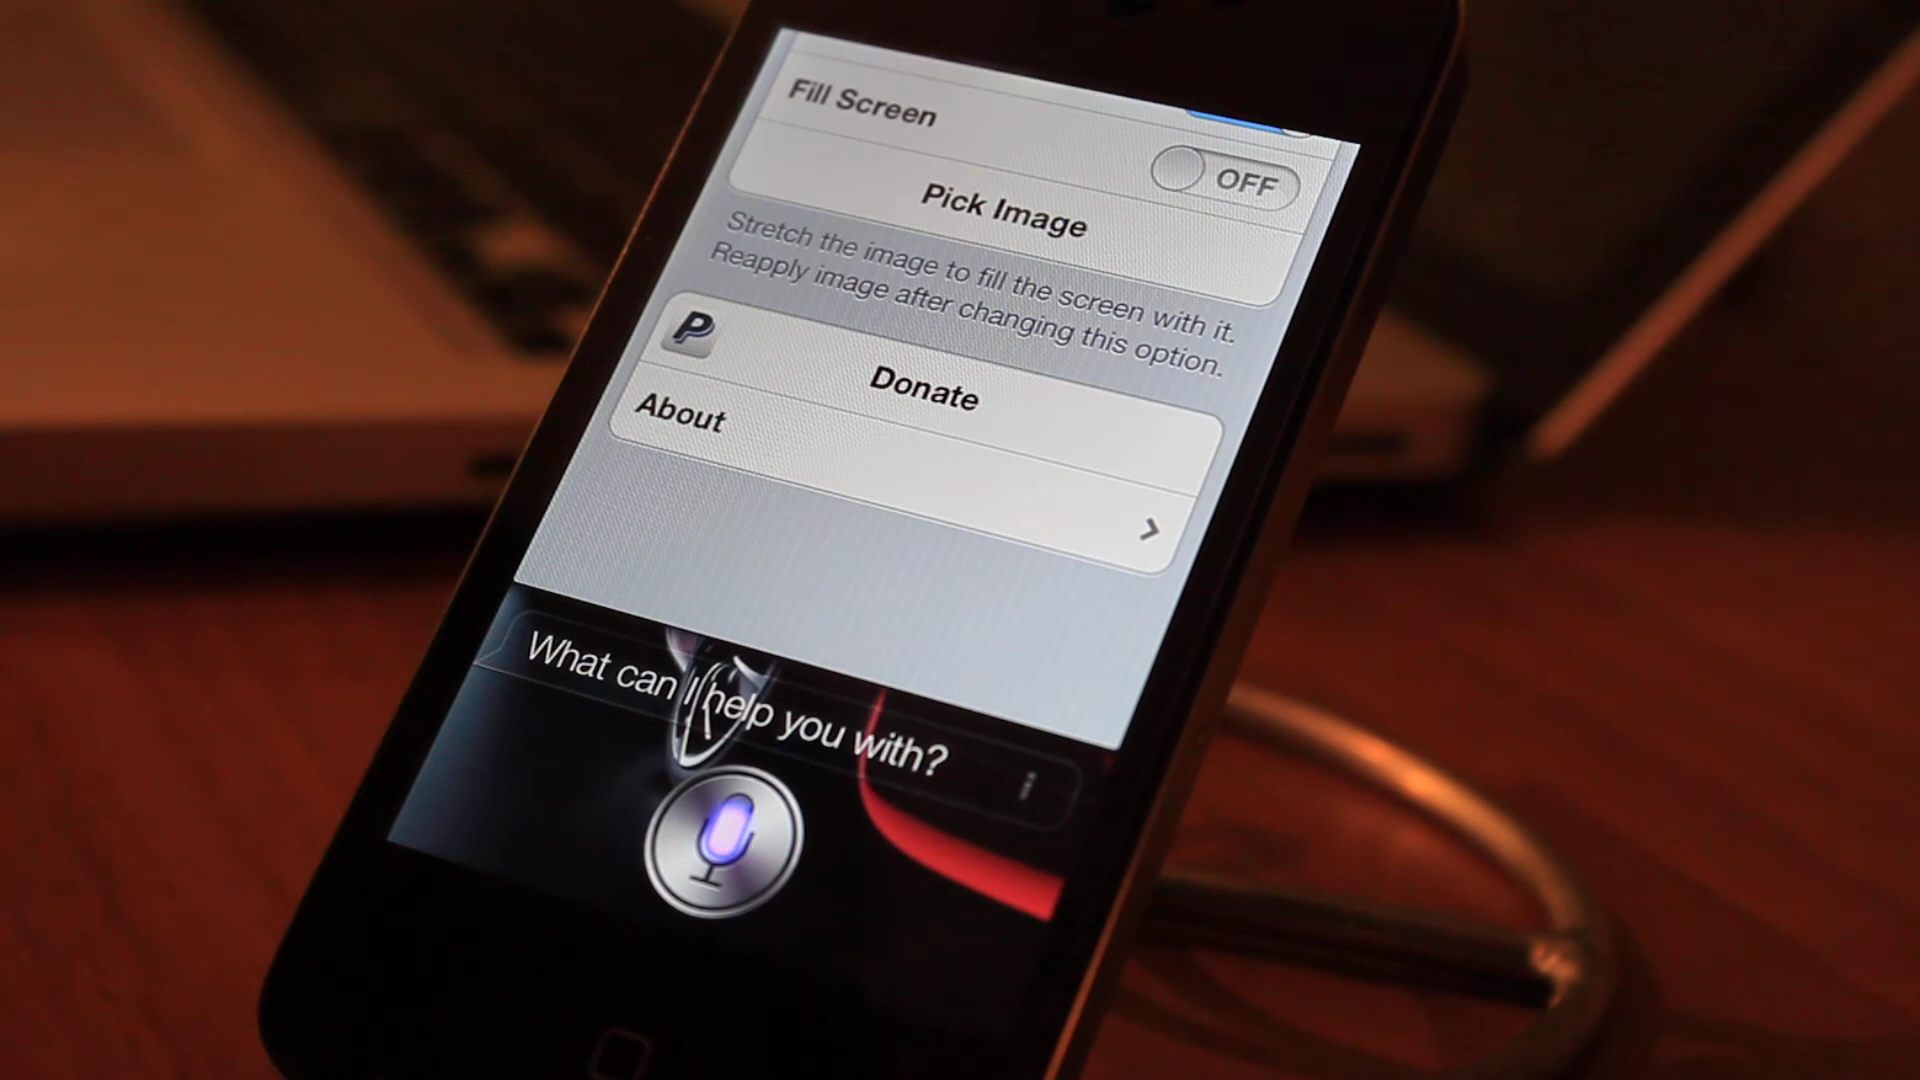 Fill Screen
OFF
Pick Image
Stretch the image to fill the screen with it.
Reapply image after changing this option.
P
Donate
About
What can I help you with?